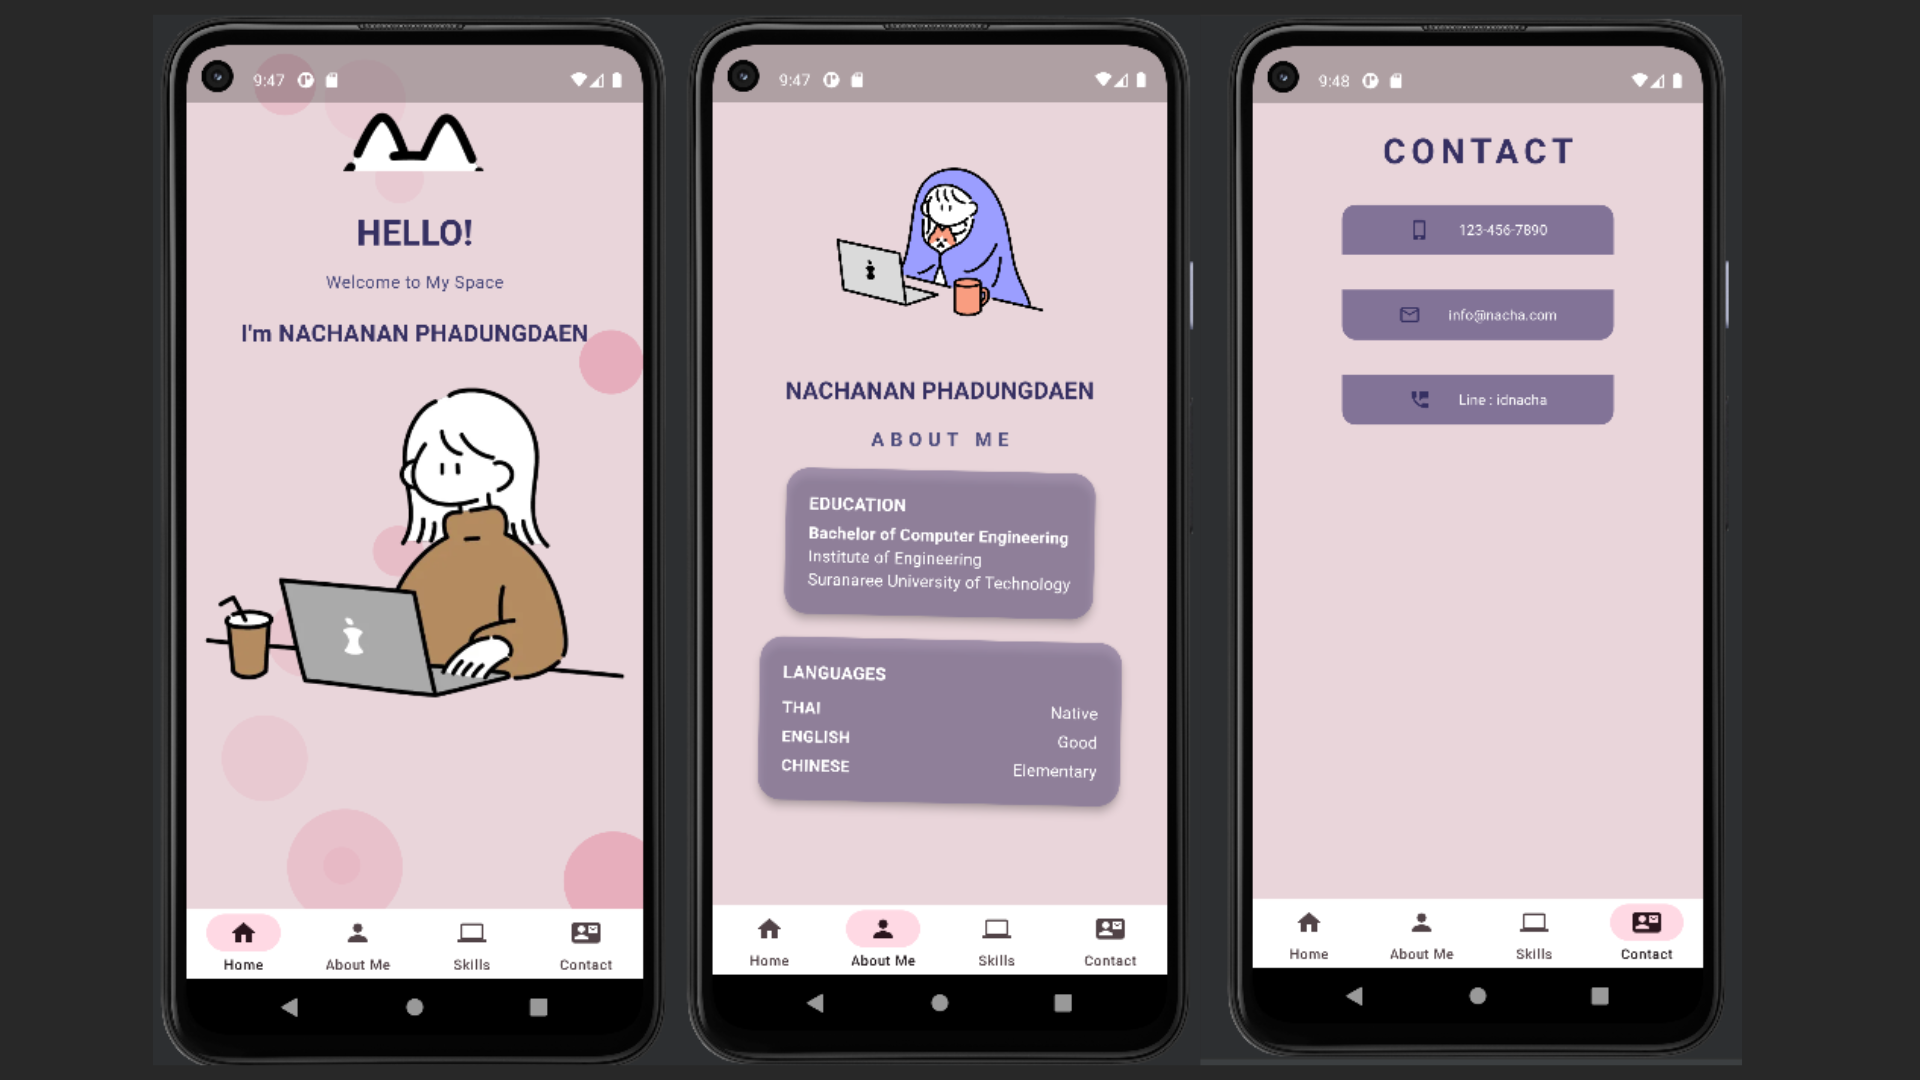 9:47
HELLO!
Welcome to My Space
I'm NACHANAN PHADUNGDAEN
Home
About Me
Skills
Contact
9:47
NACHANAN PHADUNGDAEN
ABOUT ME
EDUCATION
Bachelor of Computer Engineering
Institute of Engineering
Suranaree University of Technology
LANGUAGES
THAI Native
ENGLISH Good
CHINESE Elementary
Home
About Me
Skills
Contact
9:48
CONTACT
123-456-7890
info@nacha.com
Line : idnacha
Home
About Me
Skills
Contact